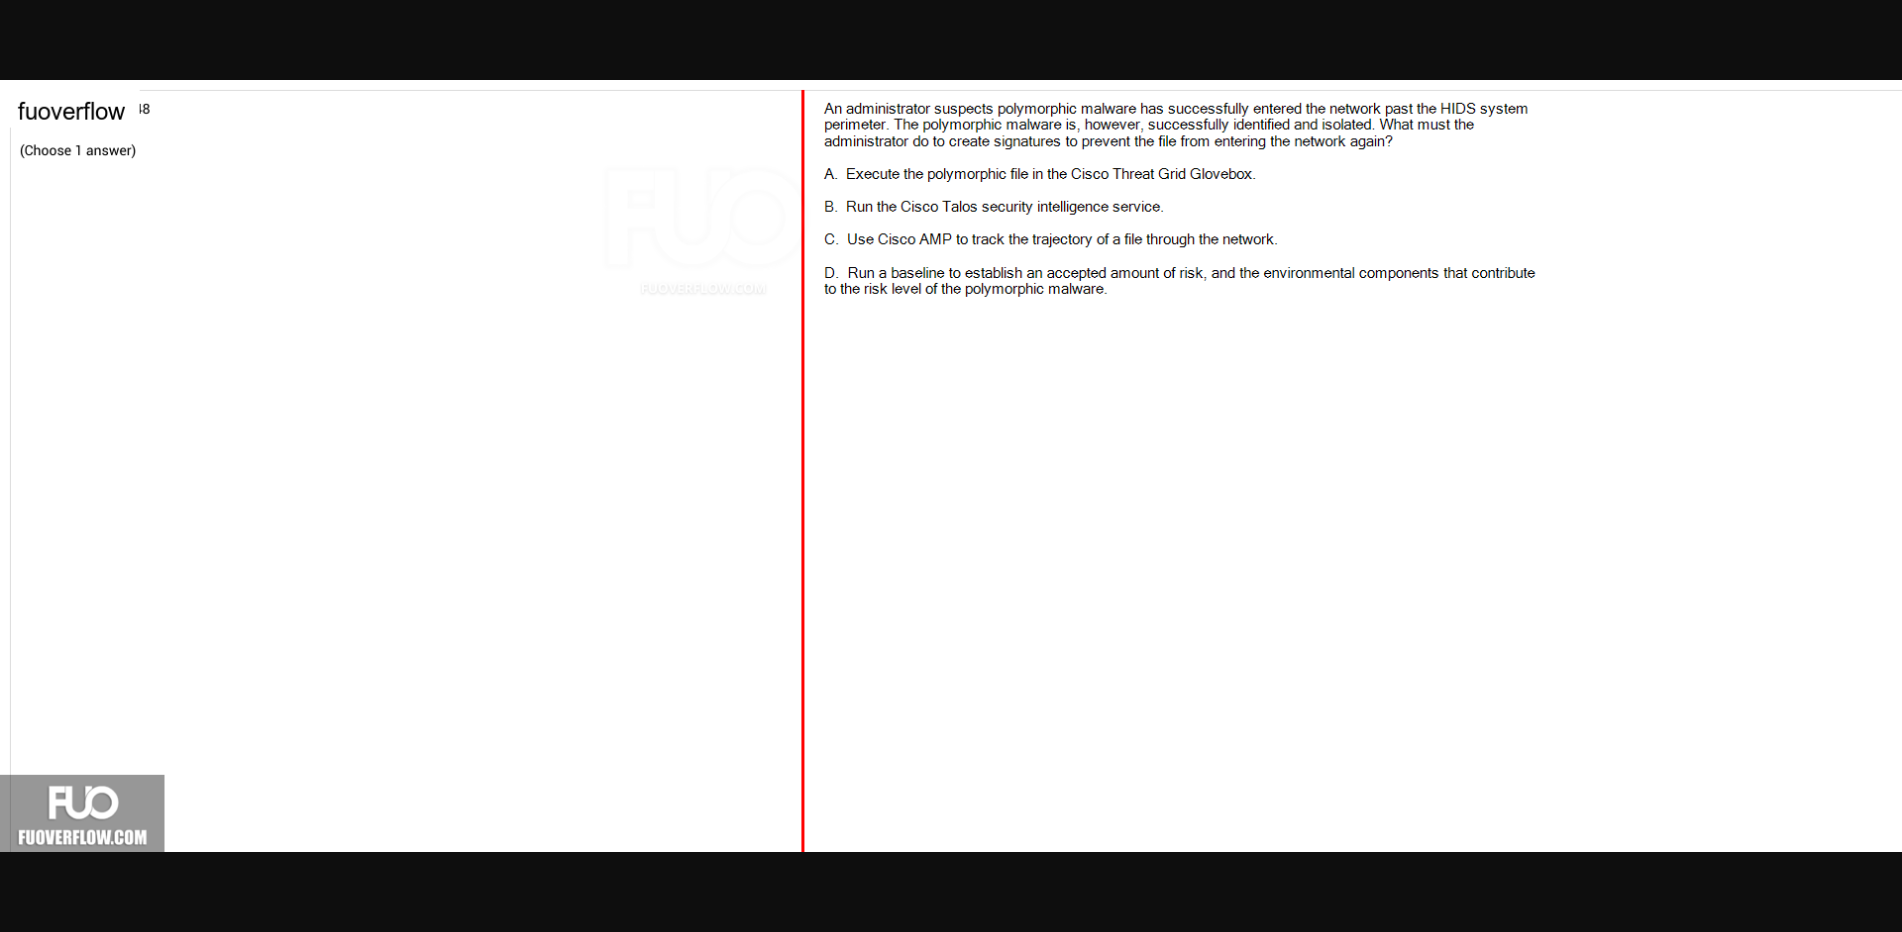 fuoverflow
48
(Choose 1 answer)
FUO
FUOVERFLOW.COM
An administrator suspects polymorphic malware has successfully entered the network past the HIDS system
perimeter. The polymorphic malware is, however, successfully identified and isolated. What must the
administrator do to create signatures to prevent the file from entering the network again?
A. Execute the polymorphic file in the Cisco Threat Grid Glovebox.
B. Run the Cisco Talos security intelligence service.
C. Use Cisco AMP to track the trajectory of a file through the network.
D. Run a baseline to establish an accepted amount of risk, and the environmental components that contribute
to the risk level of the polymorphic malware.
FUO
FUOVERFLOW.COM